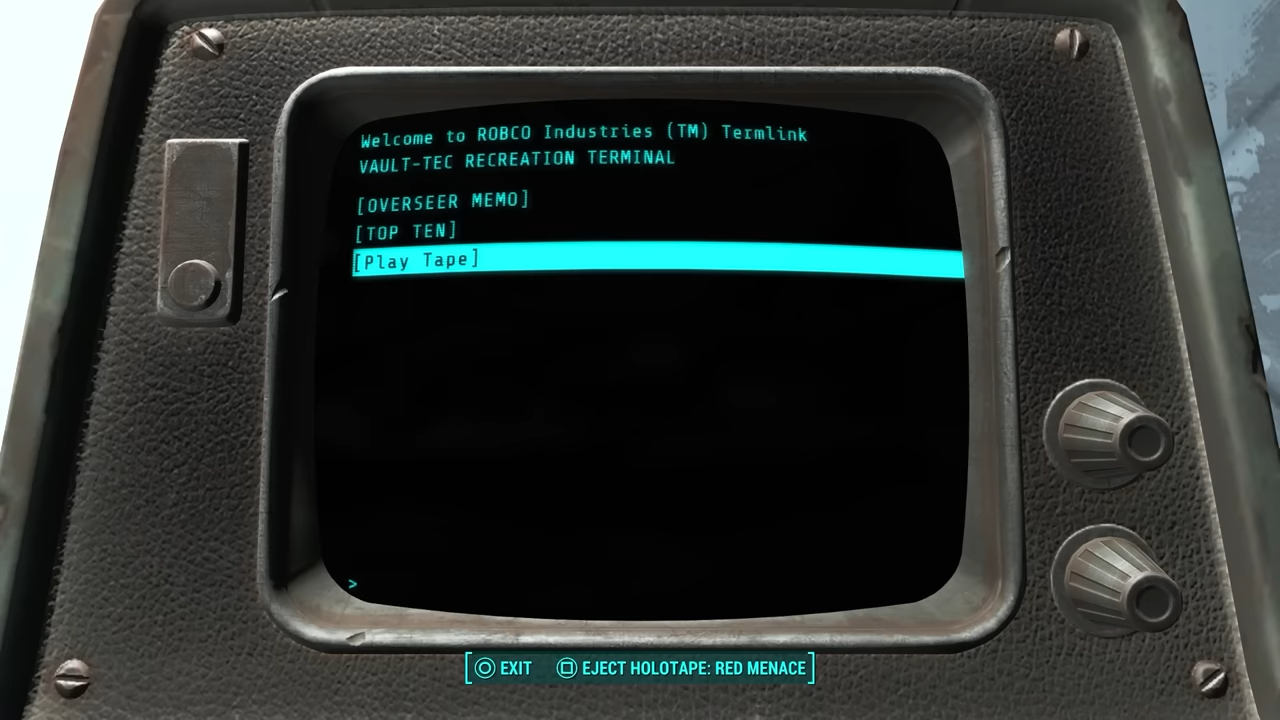 Welcome to ROBCO Industries (TM) Termlink
VAULT-TEC RECREATION TERMINAL
[OVERSEER MEMO]
[TOP TEN]
[Play Tape]
>
EXIT EJECT HOLOTAPE: RED MENACE